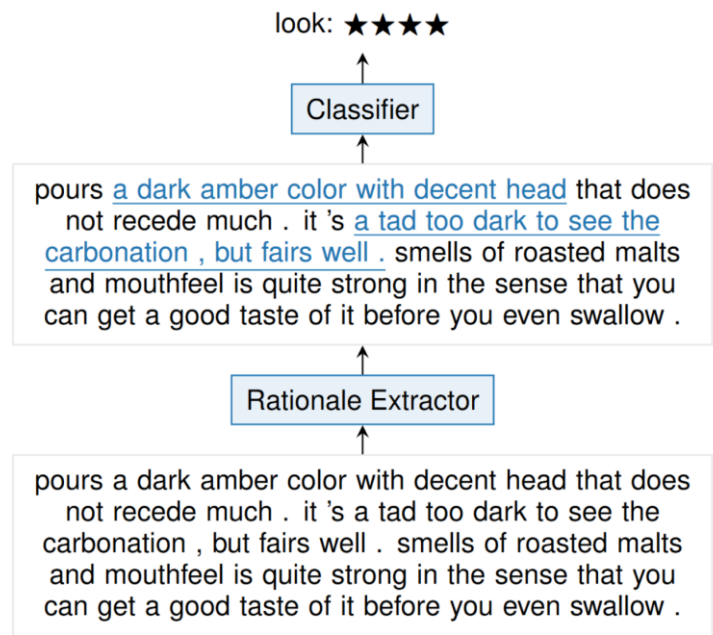 look: ★★★★
Classifier
pours a dark amber color with decent head that does
not recede much . it 's a tad too dark to see the
carbonation , but fairs well . smells of roasted malts
and mouthfeel is quite strong in the sense that you
can get a good taste of it before you even swallow .
Rationale Extractor
pours a dark amber color with decent head that does
not recede much . it 's a tad too dark to see the
carbonation , but fairs well . smells of roasted malts
and mouthfeel is quite strong in the sense that you
can get a good taste of it before you even swallow .